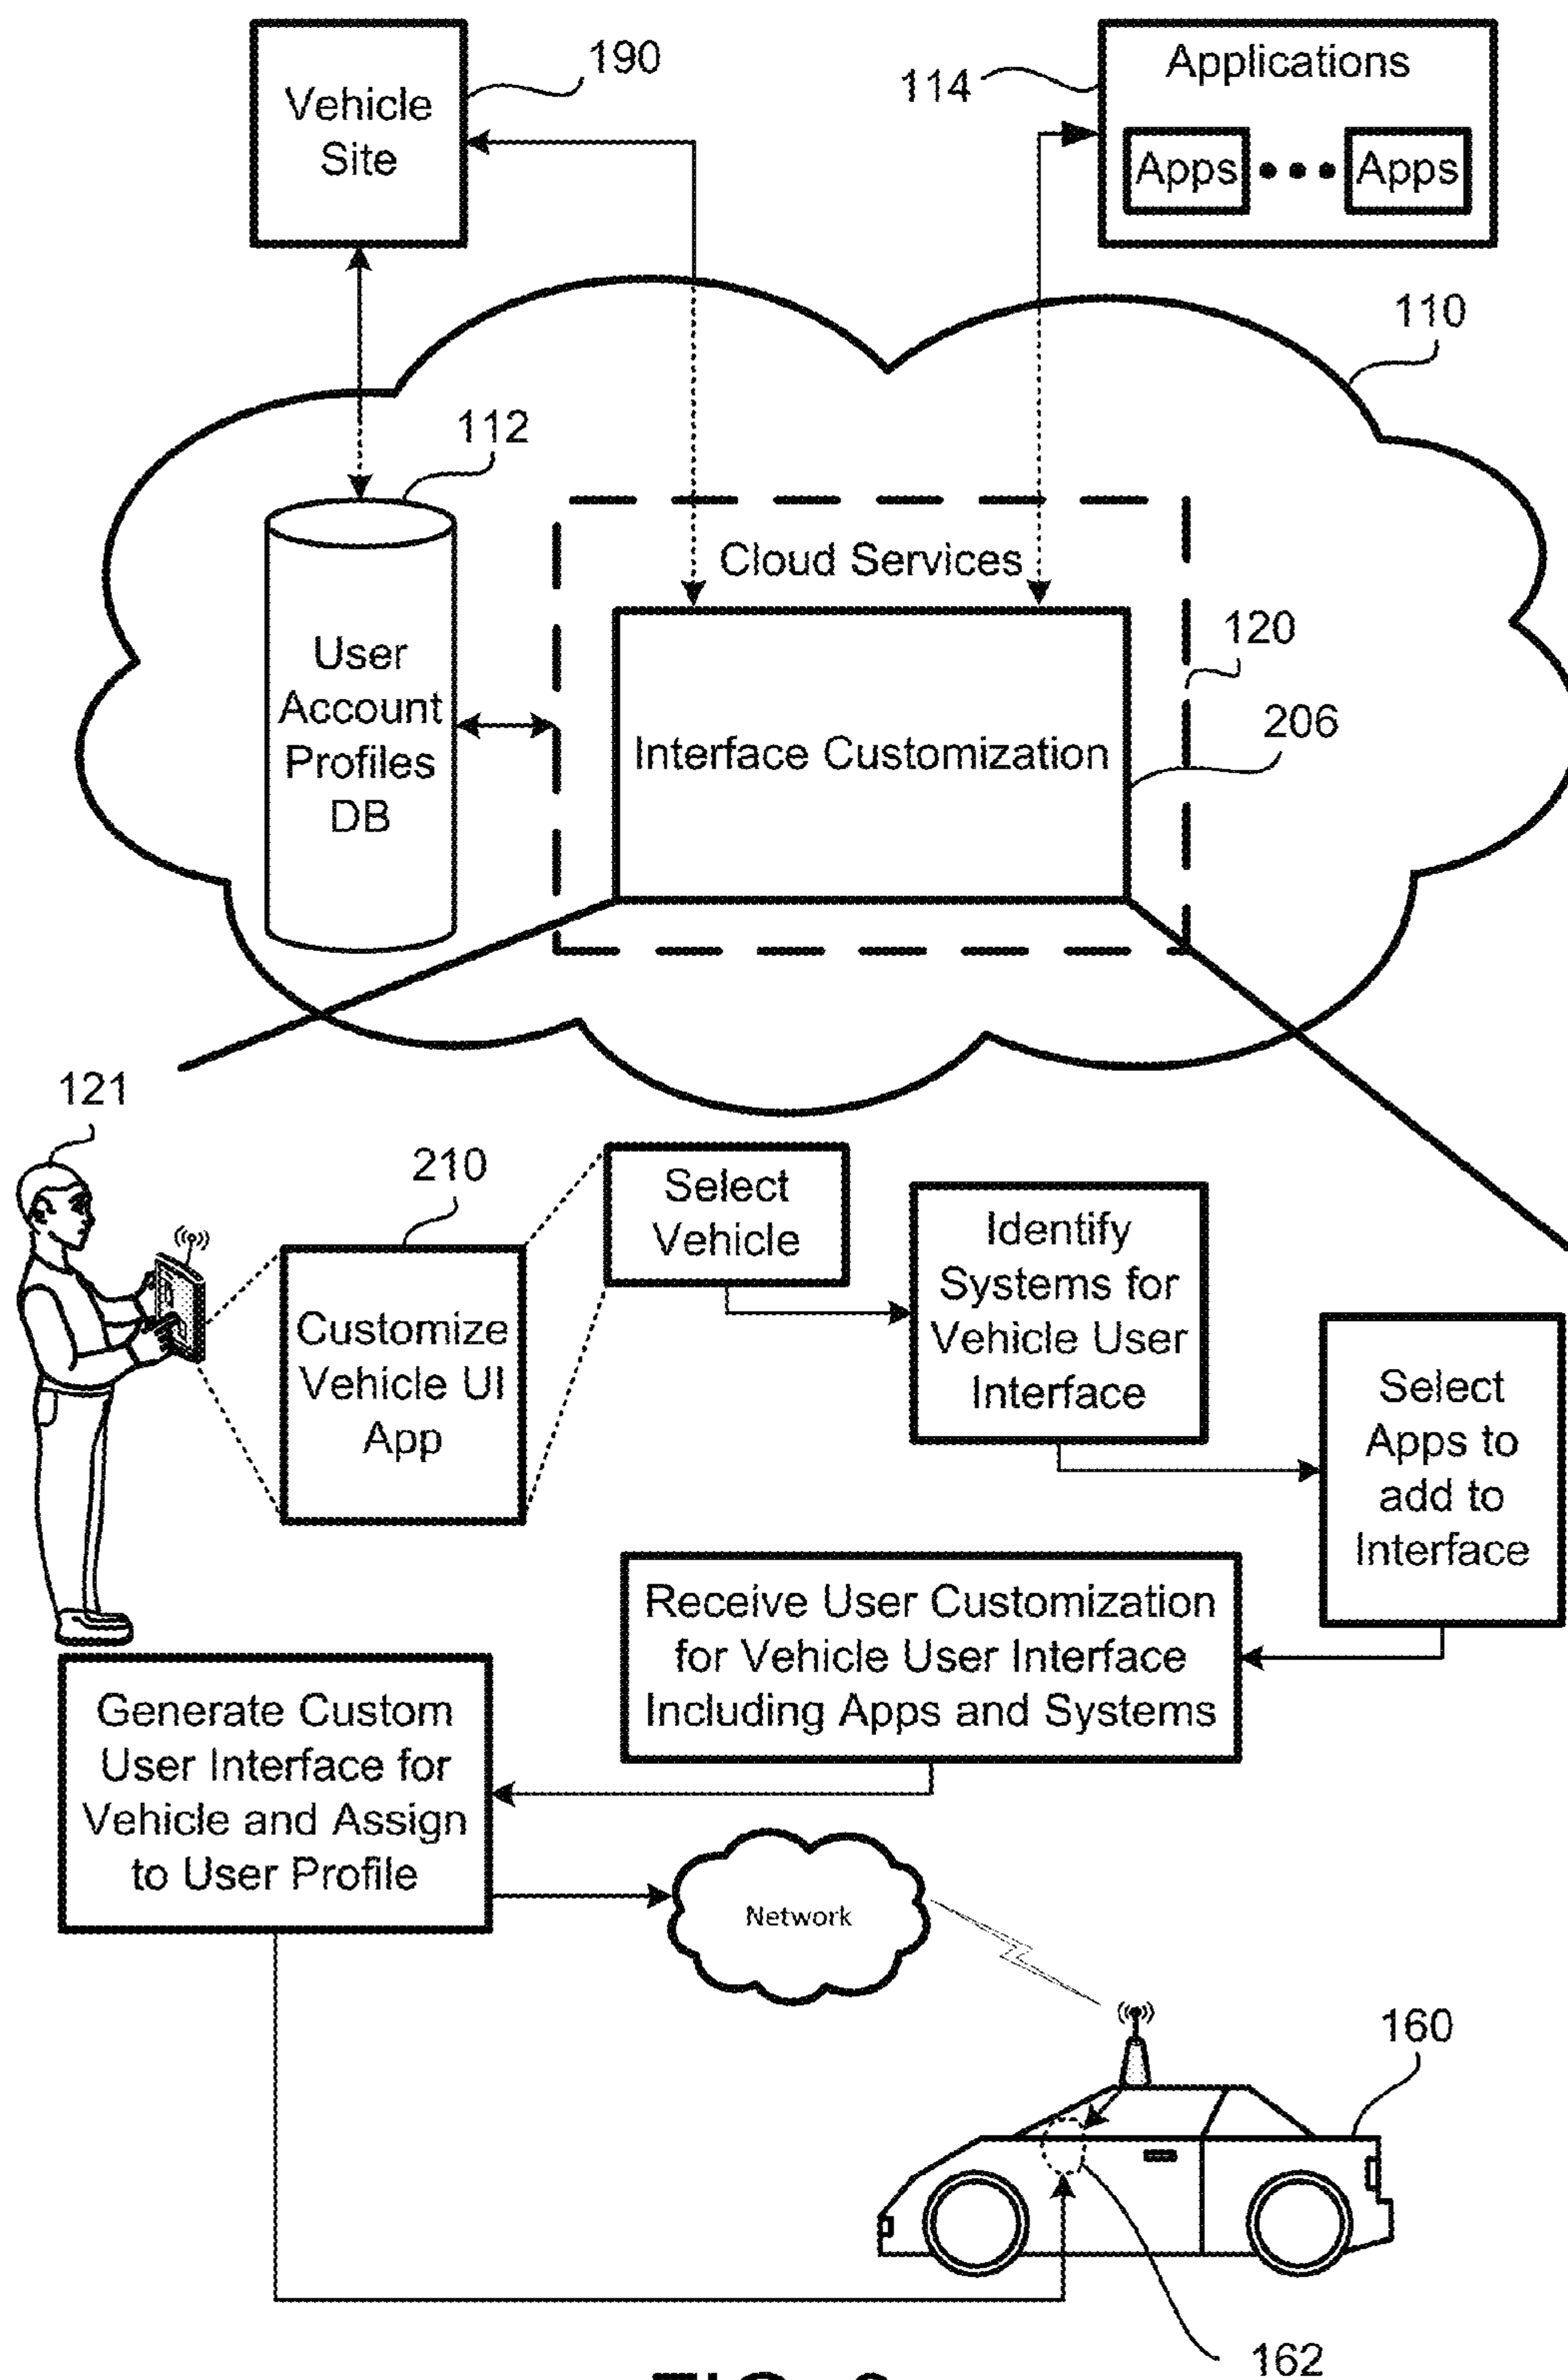 Vehicle
Site
190
114
Applications
Apps
Apps
110
112
Cloud Services
User
Account
Profiles
DB
120
206
Interface Customization
121
210
Select
Vehicle
Customize
Vehicle UI
App
Identify
Systems for
Vehicle User
Interface
Select
Apps to
add to
Interface
Receive User Customization
for Vehicle User Interface
Including Apps and Systems
Generate Custom
User Interface for
Vehicle and Assign
to User Profile
Network
160
162